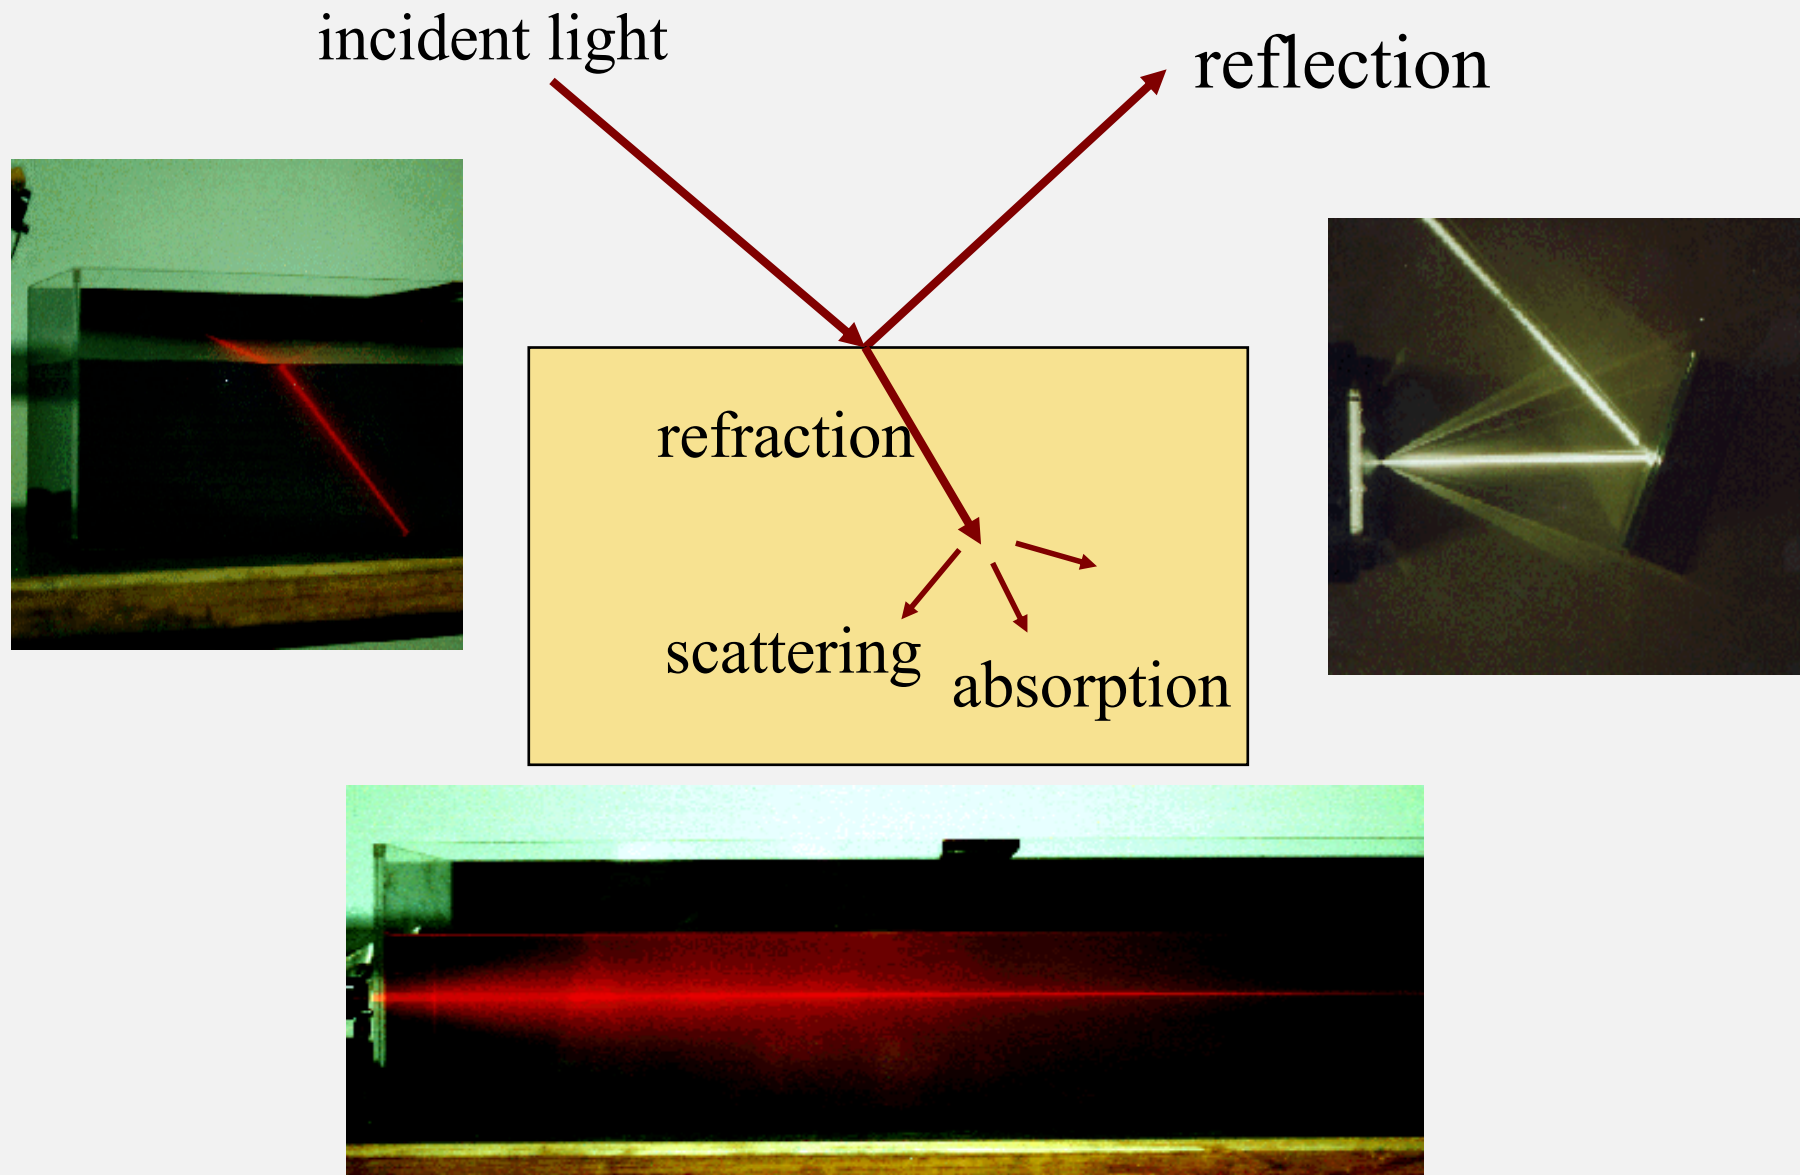 incident light
reflection
refraction
scattering
absorption